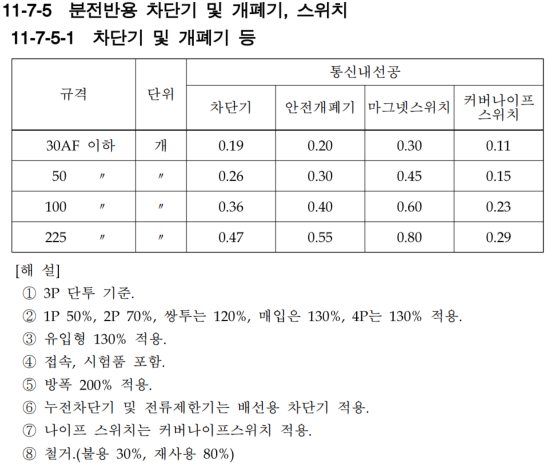 11-7-5 분전반용 차단기 및 개폐기, 스위치
11-7-5-1 차단기 및 개폐기 등
규격 단위 통신내선공
차단기 안전개폐기 마그넷스위치 커버나이프
스위치
30AF 이하 개 0.19 0.20 0.30 0.11
50 〃 〃 0.26 0.30 0.45 0.15
100 〃 〃 0.36 0.40 0.60 0.23
225 〃 〃 0.47 0.55 0.80 0.29
[해 설]
① 3P 단투 기준.
② 1P 50%, 2P 70%, 쌍투는 120%, 매입은 130%, 4P는 130% 적용.
③ 유입형 130% 적용.
④ 접속, 시험품 포함.
⑤ 방폭 200% 적용.
⑥ 누전차단기 및 전류제한기는 배선용 차단기 적용.
⑦ 나이프 스위치는 커버나이프스위치 적용.
⑧ 철거.(불용 30%, 재사용 80%)